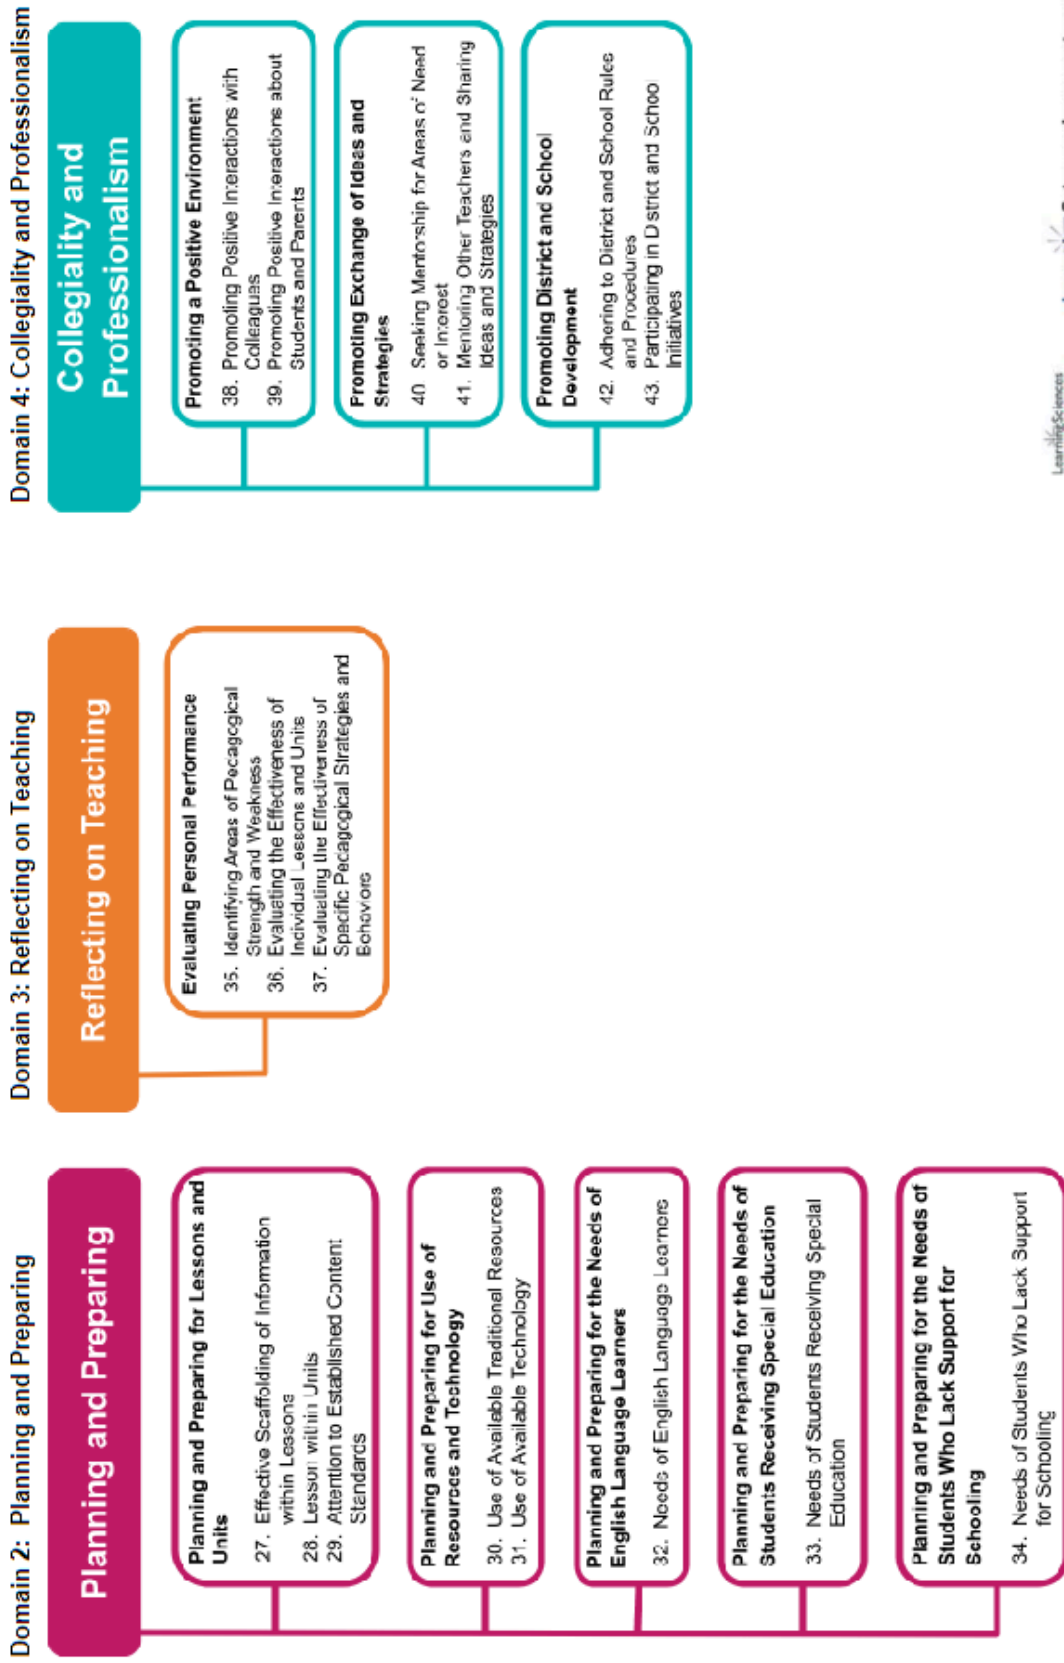 Domain 2: Planning and Preparing
Planning and Preparing
Planning and Preparing for Lessons and
Units
27. Effective Scaffolding of Information
within Lessons
28. Lesson within Units
29. Attention to Established Content
Standards
Planning and Preparing for Use of
Resources and Technology
30. Use of Available Traditional Resources
31. Use of Available Technology
Planning and Preparing for the Needs of
English Language Learners
32. Needs of English Language Learners
Planning and Preparing for the Needs of
Students Receiving Special Education
33. Needs of Students Receiving Special
Education
Planning and Preparing for the Needs of
Students Who Lack Support for
Schooling
34. Needs of Students Who Lack Support
for Schooling
Domain 3: Reflecting on Teaching
Reflecting on Teaching
Evaluating Personal Performance
35. Identifying Areas of Pedagogical
Strength and Weakness
36. Evaluating the Effectiveness of
Individual Lessons and Units
37. Evaluating the Effectiveness of
Specific Pedagogical Strategies and
Behaviors
Domain 4: Collegiality and Professionalism
Collegiality and
Professionalism
Promoting a Positive Environment
38. Promoting Positive Interactions with
Colleagues
39. Promoting Positive Interactions about
Students and Parents
Promoting Exchange of Ideas and
Strategies
40 Seeking Mentorship for Areas of Need
or Interest
41. Mentoring Other Teachers and Sharing
Ideas and Strategies
Promoting District and School
Development
42. Adhering to District and School Rules
and Procedures
43. Participating in District and School
Initiatives
LearningSciences